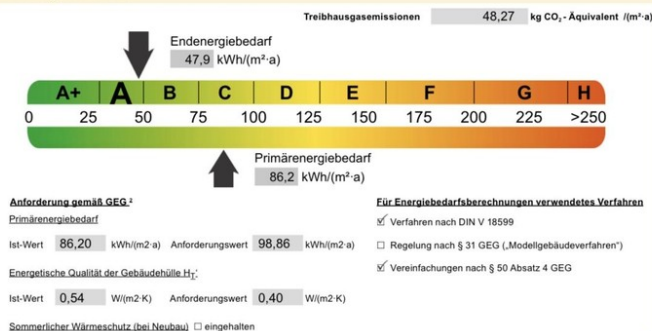 Treibhausgasemissionen 48,27 kg CO₂ - Äquivalent /(m²·a)
Endenergiebedarf
47,9 kWh/(m²·a)
A+ A B C D E F G H
0 25 50 75 100 125 150 175 200 225 >250
Primärenergiebedarf
86,2 kWh/(m²·a)
Anforderung gemäß GEG ²
Primärenergiebedarf
Ist-Wert 86,20 kWh/(m2·a) Anforderungswert 98,86 kWh/(m2·a)
Energetische Qualität der Gebäudehülle H_T'
Ist-Wert 0,54 W/(m2·K) Anforderungswert 0,40 W/(m2·K)
Sommerlicher Wärmeschutz (bei Neubau) ☐ eingehalten
Für Energiebedarfsberechnungen verwendetes Verfahren
☑ Verfahren nach DIN V 18599
☐ Regelung nach § 31 GEG („Modellgebäudeverfahren")
☑ Vereinfachungen nach § 50 Absatz 4 GEG